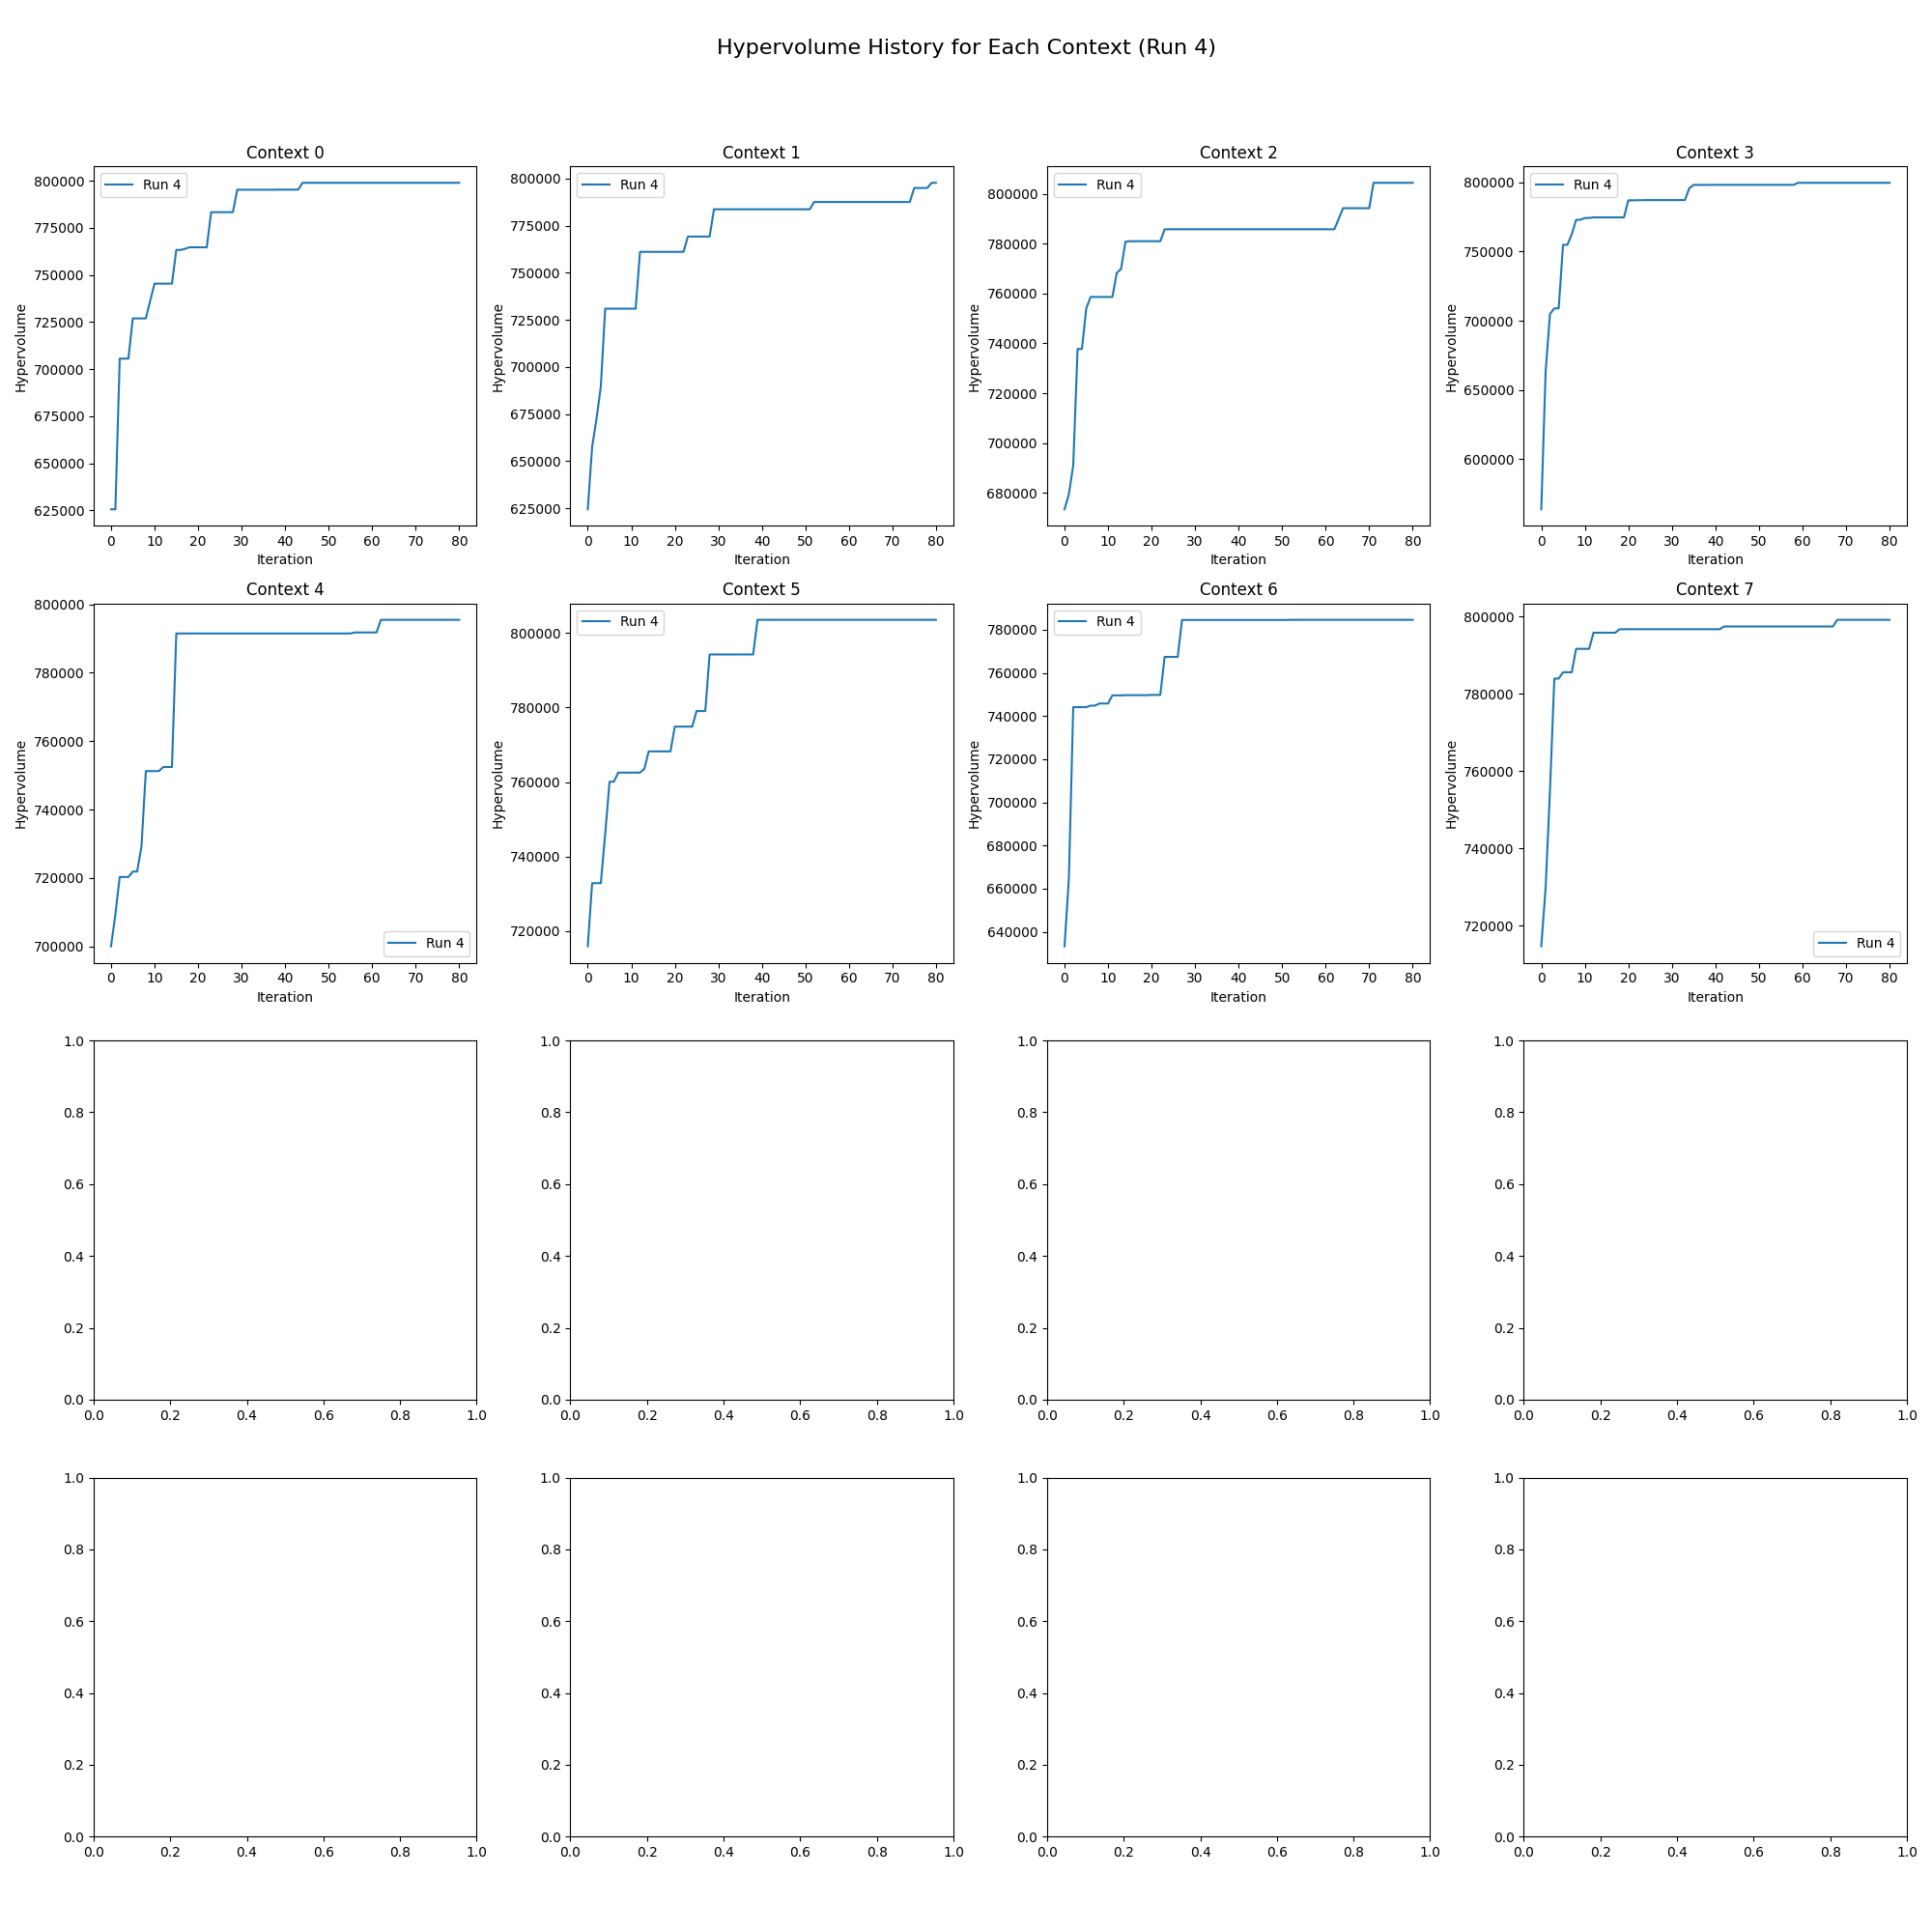 Hypervolume History for Each Context (Run 4)
Context 0
Run 4
800000
775000
750000
725000
700000
675000
650000
625000
Hypervolume
0 10 20 30 40 50 60 70 80
Iteration
Context 1
Run 4
800000
775000
750000
725000
700000
675000
650000
625000
Hypervolume
0 10 20 30 40 50 60 70 80
Iteration
Context 2
Run 4
800000
780000
760000
740000
720000
700000
680000
Hypervolume
0 10 20 30 40 50 60 70 80
Iteration
Context 3
Run 4
800000
750000
700000
650000
600000
Hypervolume
0 10 20 30 40 50 60 70 80
Iteration
Context 4
Run 4
800000
780000
760000
740000
720000
700000
Hypervolume
0 10 20 30 40 50 60 70 80
Iteration
Context 5
Run 4
800000
780000
760000
740000
720000
Hypervolume
0 10 20 30 40 50 60 70 80
Iteration
Context 6
Run 4
780000
760000
740000
720000
700000
680000
660000
640000
Hypervolume
0 10 20 30 40 50 60 70 80
Iteration
Context 7
Run 4
800000
780000
760000
740000
720000
Hypervolume
0 10 20 30 40 50 60 70 80
Iteration
1.0
0.8
0.6
0.4
0.2
0.0
0.0 0.2 0.4 0.6 0.8 1.0
1.0
0.8
0.6
0.4
0.2
0.0
0.0 0.2 0.4 0.6 0.8 1.0
1.0
0.8
0.6
0.4
0.2
0.0
0.0 0.2 0.4 0.6 0.8 1.0
1.0
0.8
0.6
0.4
0.2
0.0
0.0 0.2 0.4 0.6 0.8 1.0
1.0
0.8
0.6
0.4
0.2
0.0
0.0 0.2 0.4 0.6 0.8 1.0
1.0
0.8
0.6
0.4
0.2
0.0
0.0 0.2 0.4 0.6 0.8 1.0
1.0
0.8
0.6
0.4
0.2
0.0
0.0 0.2 0.4 0.6 0.8 1.0
1.0
0.8
0.6
0.4
0.2
0.0
0.0 0.2 0.4 0.6 0.8 1.0